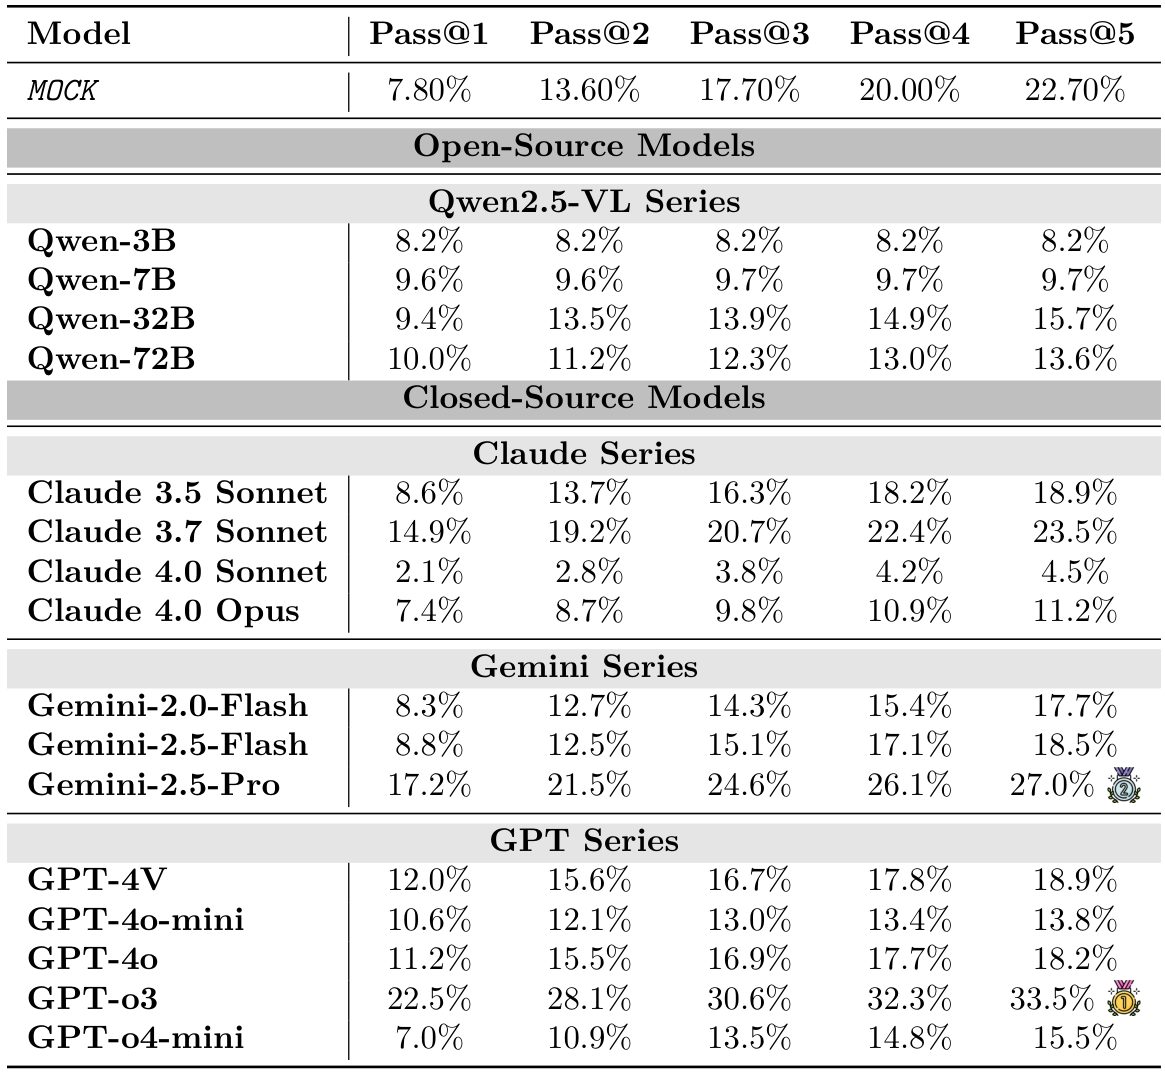 Model Pass@1 Pass@2 Pass@3 Pass@4 Pass@5
MOCK 7.80% 13.60% 17.70% 20.00% 22.70%
Open-Source Models
Qwen2.5-VL Series
Qwen-3B 8.2% 8.2% 8.2% 8.2% 8.2%
Qwen-7B 9.6% 9.6% 9.7% 9.7% 9.7%
Qwen-32B 9.4% 13.5% 13.9% 14.9% 15.7%
Qwen-72B 10.0% 11.2% 12.3% 13.0% 13.6%
Closed-Source Models
Claude Series
Claude 3.5 Sonnet 8.6% 13.7% 16.3% 18.2% 18.9%
Claude 3.7 Sonnet 14.9% 19.2% 20.7% 22.4% 23.5%
Claude 4.0 Sonnet 2.1% 2.8% 3.8% 4.2% 4.5%
Claude 4.0 Opus 7.4% 8.7% 9.8% 10.9% 11.2%
Gemini Series
Gemini-2.0-Flash 8.3% 12.7% 14.3% 15.4% 17.7%
Gemini-2.5-Flash 8.8% 12.5% 15.1% 17.1% 18.5%
Gemini-2.5-Pro 17.2% 21.5% 24.6% 26.1% 27.0% 2
GPT Series
GPT-4V 12.0% 15.6% 16.7% 17.8% 18.9%
GPT-4o-mini 10.6% 12.1% 13.0% 13.4% 13.8%
GPT-4o 11.2% 15.5% 16.9% 17.7% 18.2%
GPT-o3 22.5% 28.1% 30.6% 32.3% 33.5% 1
GPT-o4-mini 7.0% 10.9% 13.5% 14.8% 15.5%